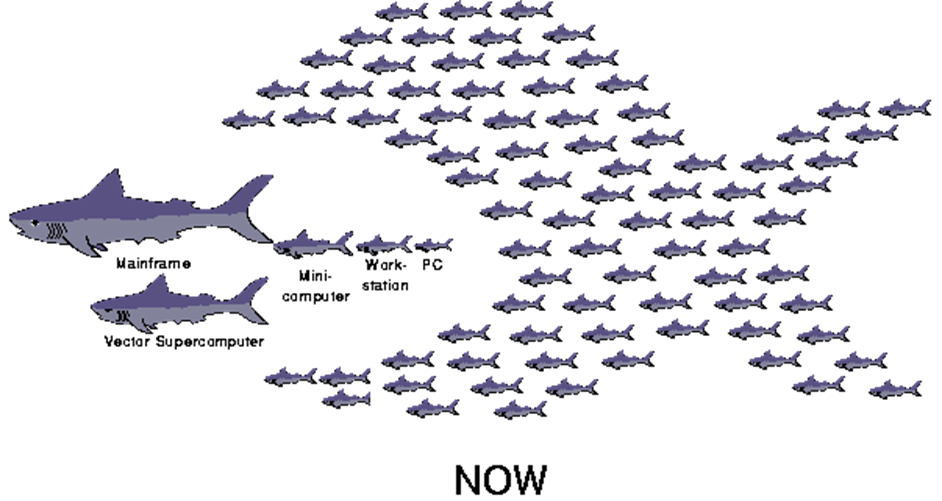 Mainframe
Mini-
computer
Work-
station
PC
Vector Supercomputer
NOW